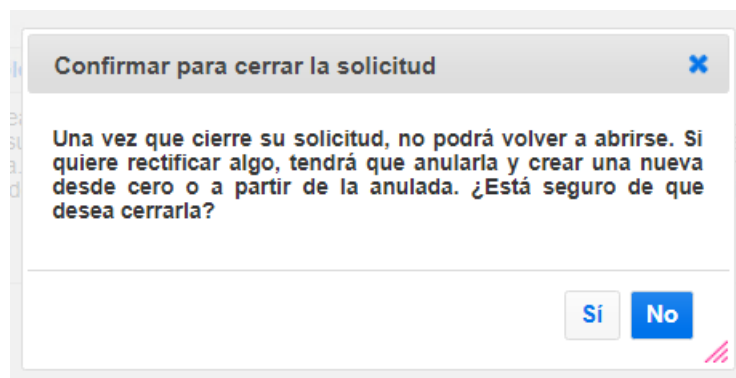 Confirmar para cerrar la solicitud
Una vez que cierre su solicitud, no podrá volver a abrirse. Si
quiere rectificar algo, tendrá que anularla y crear una nueva
desde cero o a partir de la anulada. ¿Está seguro de que
desea cerrarla?
Sí No